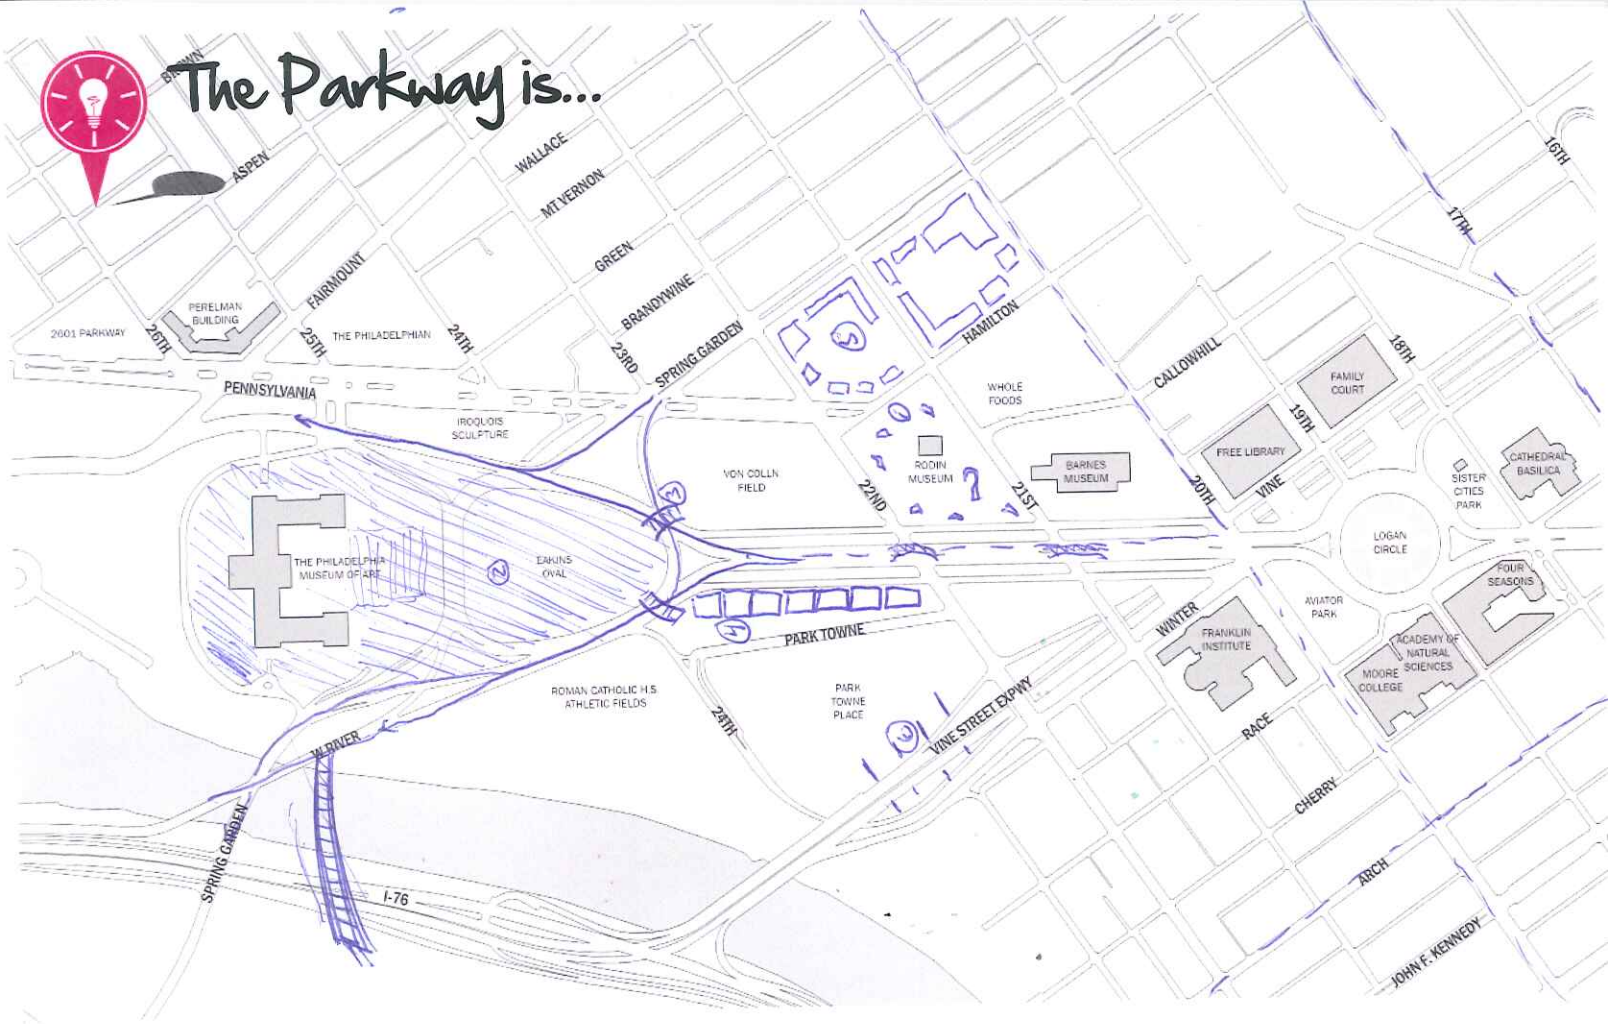 The Parkway is...
BROWN
ASPEN
WALLACE
MT VERNON
GREEN
BRANDYWINE
FAIRMOUNT
16TH
17TH
PERELMAN
BUILDING
2601 PARKWAY
26TH
25TH
THE PHILADELPHIAN
24TH
23RD
SPRING GARDEN
5
HAMILTON
CALLOWHILL
18TH
FAMILY
COURT
PENNSYLVANIA
WHOLE
FOODS
IROQUOIS
SCULPTURE
19TH
FREE LIBRARY
CATHEDRAL
BASILICA
RODIN
MUSEUM
?
BARNES
MUSEUM
VON COLLN
FIELD
22ND
21ST
20TH
VINE
SISTER
CITIES
PARK
3
LOGAN
CIRCLE
THE PHILADELPHIA
MUSEUM OF ART
2
EAKINS
OVAL
FOUR
SEASONS
AVIATOR
PARK
WINTER
FRANKLIN
INSTITUTE
PARK TOWNE
ACADEMY OF
NATURAL
SCIENCES
MOORE
COLLEGE
ROMAN CATHOLIC H.S.
ATHLETIC FIELDS
PARK
TOWNE
PLACE
24TH
VINE STREET EXPWY
RACE
W RIVER
CHERRY
SPRING GARDEN
I-76
ARCH
JOHN F. KENNEDY